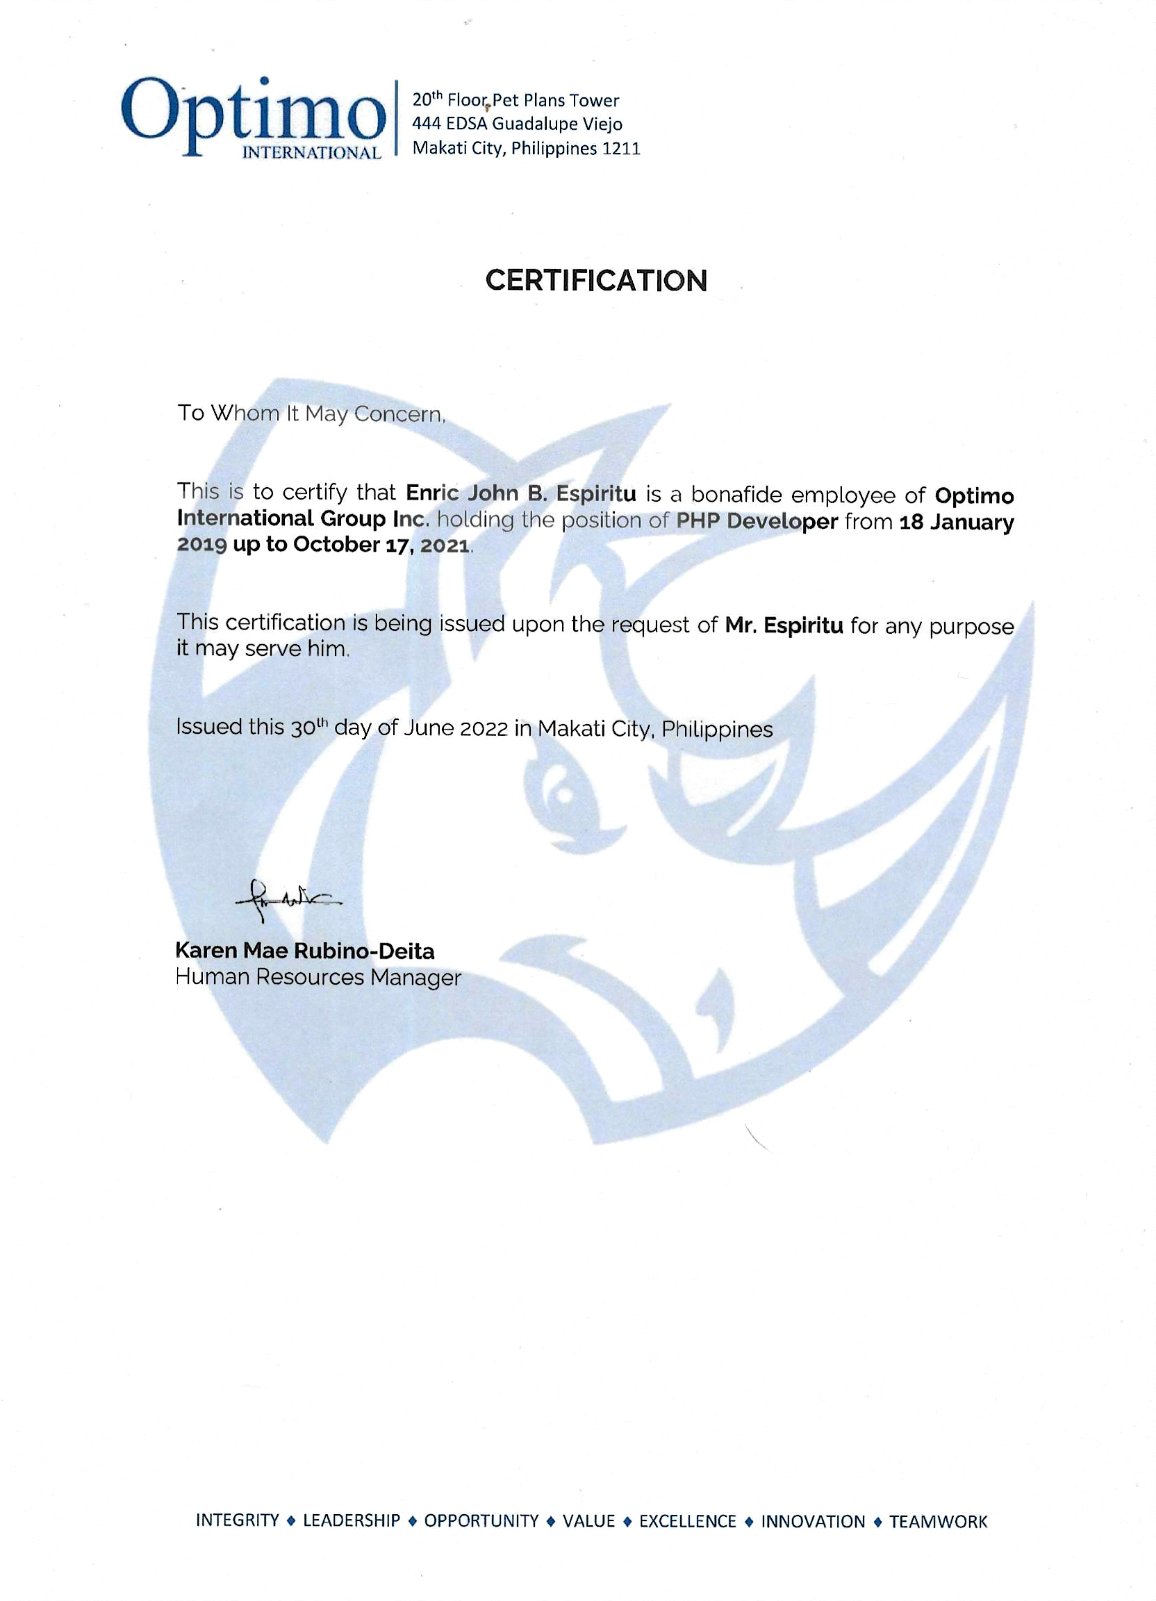 Optimo
INTERNATIONAL
20th Floor, Pet Plans Tower
444 EDSA Guadalupe Viejo
Makati City, Philippines 1211
CERTIFICATION
To Whom It May Concern,
This is to certify that Enric John B. Espiritu is a bonafide employee of Optimo
International Group Inc. holding the position of PHP Developer from 18 January
2019 up to October 17, 2021.
This certification is being issued upon the request of Mr. Espiritu for any purpose
it may serve him.
Issued this 30th day of June 2022 in Makati City, Philippines
Karen Mae Rubino-Deita
Human Resources Manager
INTEGRITY ♦ LEADERSHIP ♦ OPPORTUNITY ♦ VALUE ♦ EXCELLENCE ♦ INNOVATION ♦ TEAMWORK